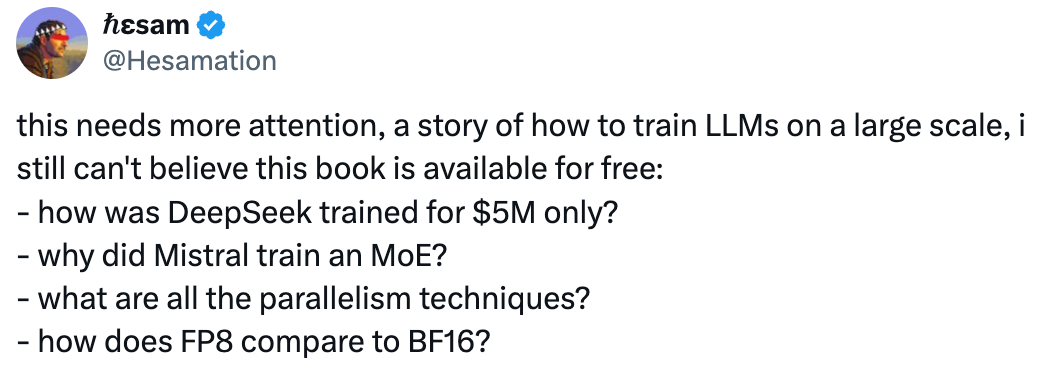 ℏεsam
@Hesamation
this needs more attention, a story of how to train LLMs on a large scale, i
still can't believe this book is available for free:
- how was DeepSeek trained for $5M only?
- why did Mistral train an MoE?
- what are all the parallelism techniques?
- how does FP8 compare to BF16?